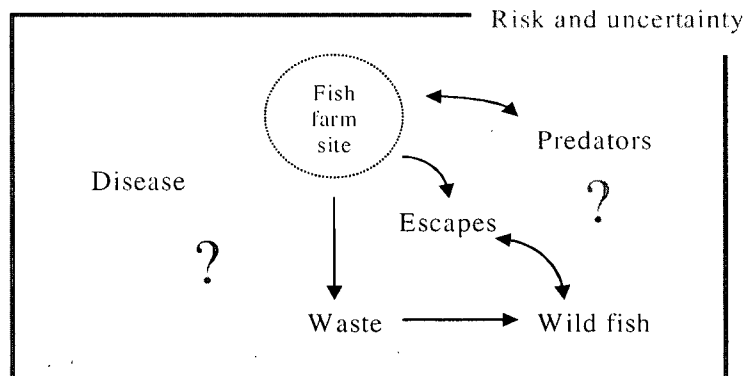 Risk and uncertainty
Fish
farm
site
Predators
Disease
?
Escapes
?
Waste
Wild fish